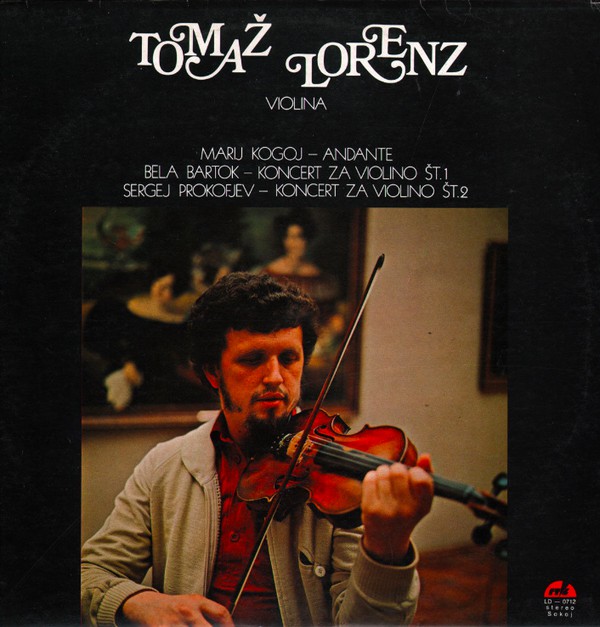 TOMAŽ LORENZ
VIOLINA
MARIJ KOGOJ – ANDANTE
BELA BARTOK – KONCERT ZA VIOLINO ŠT.1
SERGEJ PROKOFJEV – KONCERT ZA VIOLINO ŠT.2
LD — 0712
stereo
Sokoj